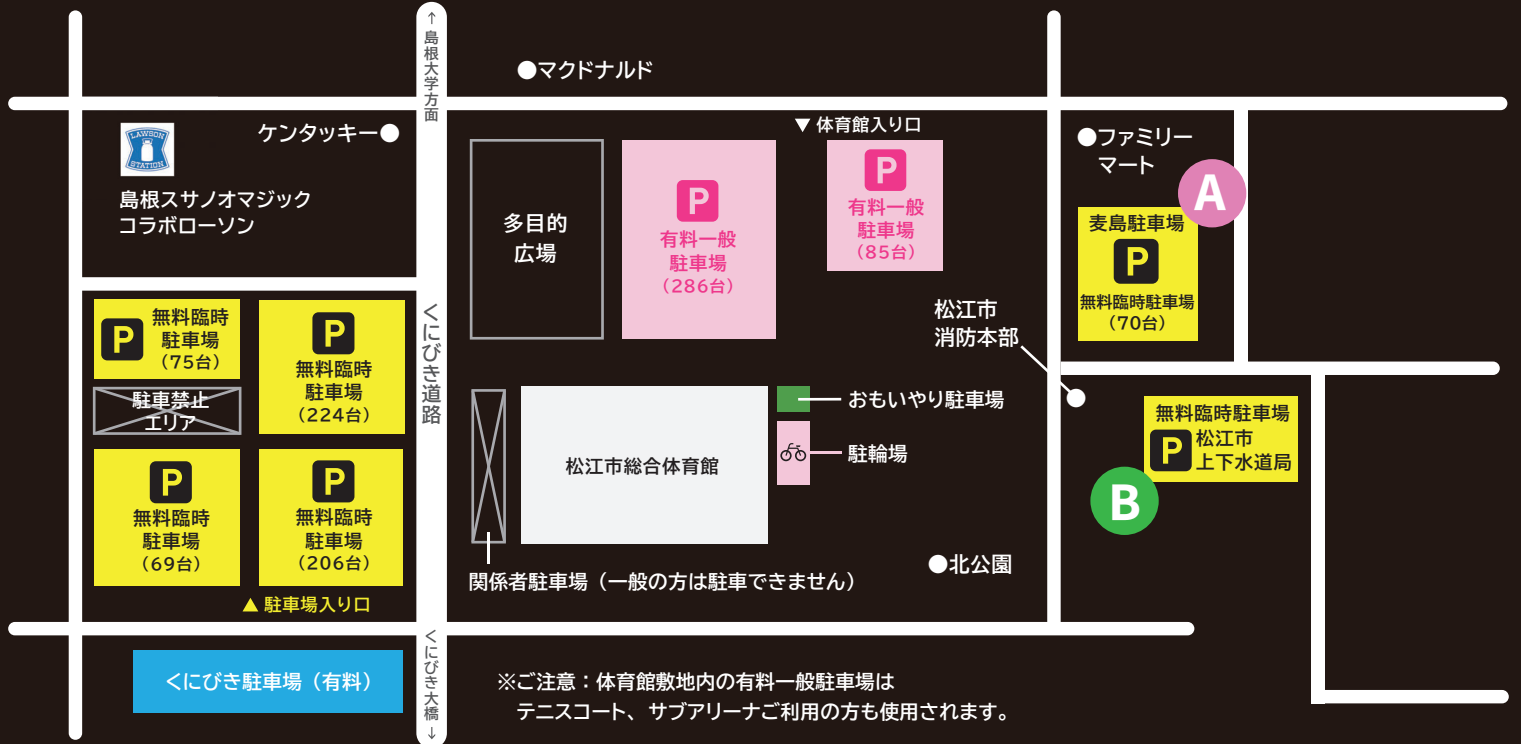 ↑島根大学方面
●マクドナルド
LAWSON
STATION
ケンタッキー●
島根スサノオマジック
コラボローソン
▼ 体育館入り口
多目的
広場
P
有料一般
駐車場
(286台)
P
有料一般
駐車場
(85台)
●ファミリー
マート
A
麦島駐車場
P
無料臨時駐車場
(70台)
松江市
消防本部
P
無料臨時
駐車場
(75台)
P
無料臨時
駐車場
(224台)
駐車禁止
エリア
くにびき道路
P
無料臨時
駐車場
(69台)
P
無料臨時
駐車場
(206台)
▲ 駐車場入り口
松江市総合体育館
おもいやり駐車場
駐輪場
無料臨時駐車場
P
松江市
上下水道局
B
●北公園
関係者駐車場（一般の方は駐車できません）
くにびき駐車場（有料）
くにびき大橋↓
※ご注意：体育館敷地内の有料一般駐車場は
テニスコート、サブアリーナご利用の方も使用されます。